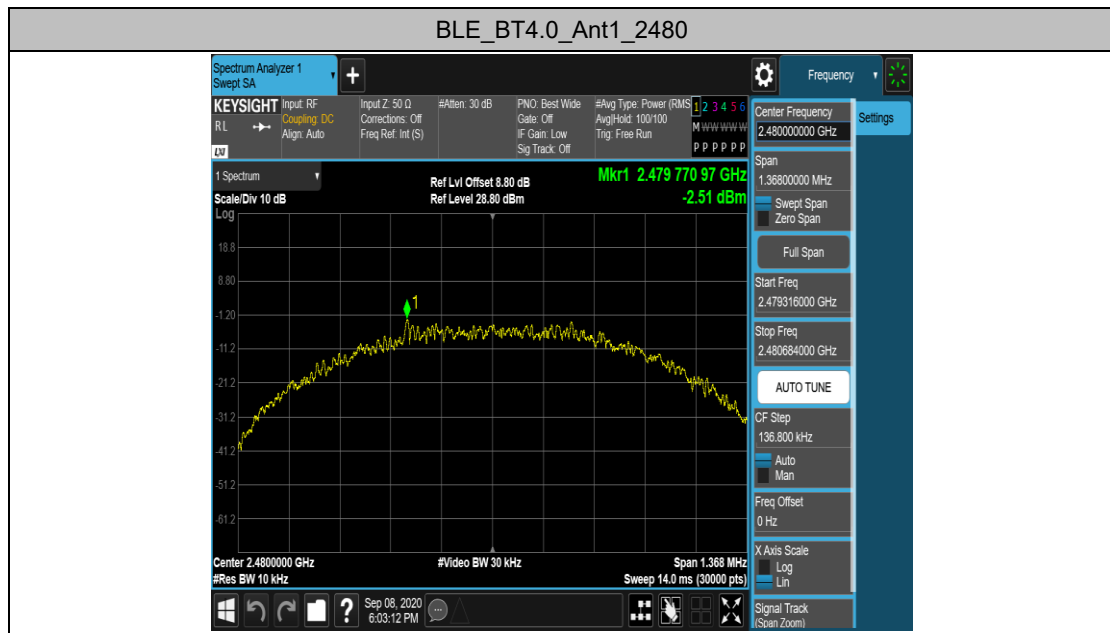 BLE_BT4.0_Ant1_2480
Spectrum Analyzer 1
Swept SA
Frequency
KEYSIGHT
RL
LXI
Input: RF
Coupling: DC
Align: Auto
Input Z: 50 Ω
Corrections: Off
Freq Ref: Int (S)
#Atten: 30 dB
PNO: Best Wide
Gate: Off
IF Gain: Low
Sig Track: Off
#Avg Type: Power (RMS
Avg|Hold: 100/100
Trig: Free Run
1 2 3 4 5 6
M W W W W W
P P P P P P
1 Spectrum
Scale/Div 10 dB
Log
Ref Lvl Offset 8.80 dB
Ref Level 28.80 dBm
Mkr1 2.479 770 97 GHz
-2.51 dBm
18.8
8.80
-1.20
-11.2
-21.2
-31.2
-41.2
-51.2
-61.2
1
Center 2.4800000 GHz
#Res BW 10 kHz
#Video BW 30 kHz
Span 1.368 MHz
Sweep 14.0 ms (30000 pts)
Center Frequency
2.480000000 GHz
Settings
Span
1.36800000 MHz
Swept Span
Zero Span
Full Span
Start Freq
2.479316000 GHz
Stop Freq
2.480684000 GHz
AUTO TUNE
CF Step
136.800 kHz
Auto
Man
Freq Offset
0 Hz
X Axis Scale
Log
Lin
Signal Track
(Span Zoom)
Sep 08, 2020
6:03:12 PM